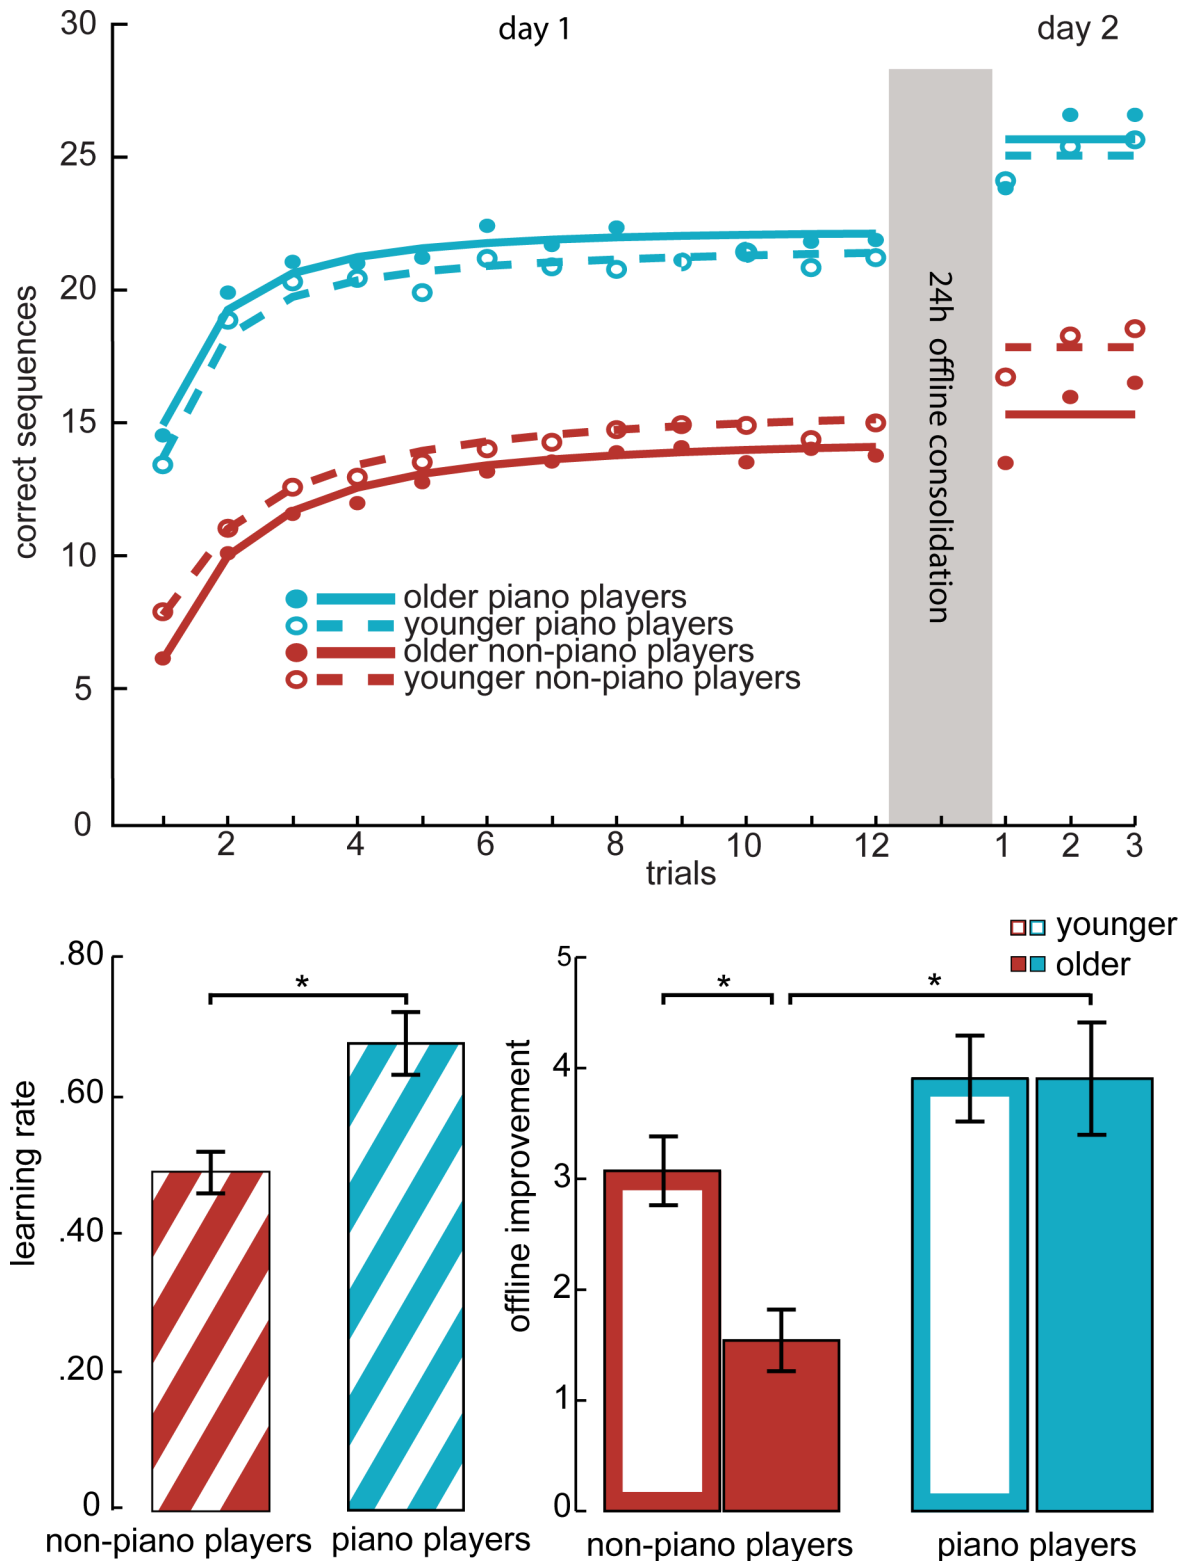 30
day 1
day 2
25
20
15
10
5
0
correct sequences
24h offline consolidation
older piano players
younger piano players
older non-piano players
younger non-piano players
2 4 6 8 10 12 1 2 3
trials
younger
older
.80
.60
.40
.20
0
learning rate
*
non-piano players piano players
5
4
3
2
1
0
offline improvement
* *
non-piano players piano players